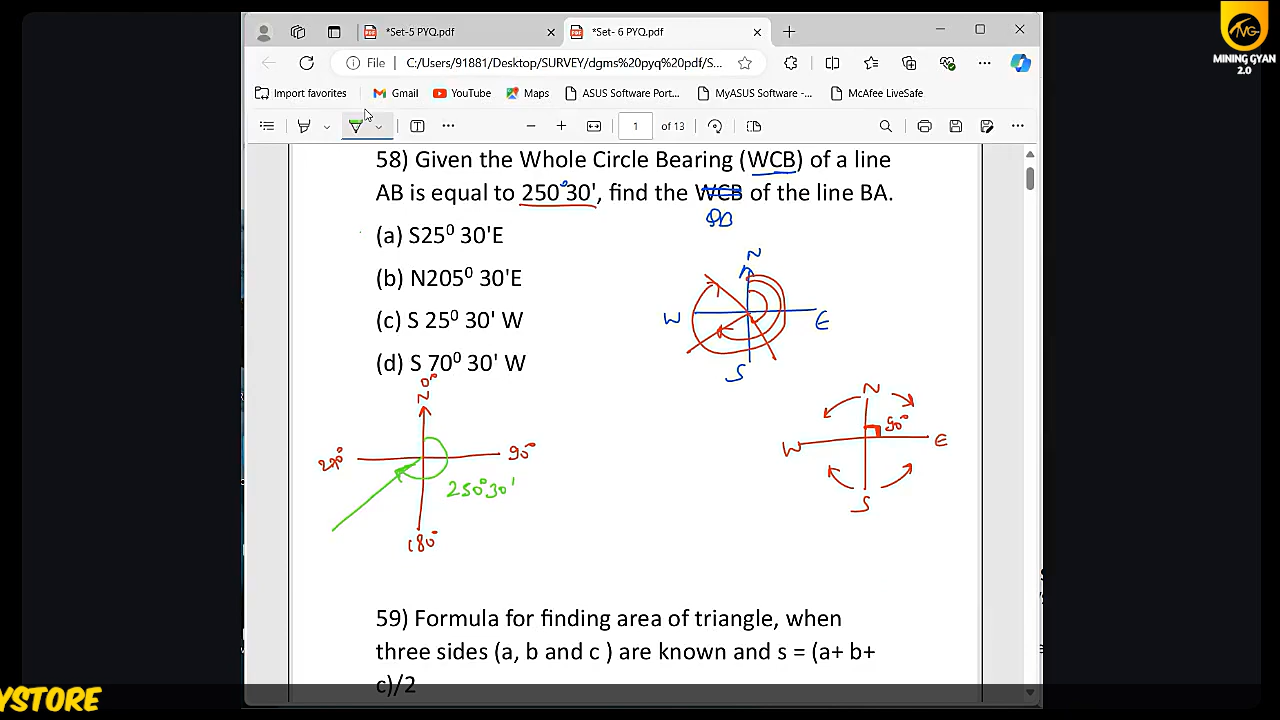 *Set-5 PYQ.pdf
*Set- 6 PYQ.pdf
File
C:/Users/91881/Desktop/SURVEY/dgms%20pyq%20pdf/S...
Import favorites
Gmail
YouTube
Maps
ASUS Software Port...
MyASUS Software -...
McAfee LiveSafe
1 of 13
MINING GYAN
2.0
58) Given the Whole Circle Bearing (WCB) of a line
AB is equal to 250°30', find the WCB of the line BA.
QB
(a) S25⁰ 30'E
(b) N205⁰ 30'E
(c) S 25⁰ 30' W
(d) S 70⁰ 30' W
N
W E
S
N 0°
270° 90°
250°30'
180°
N
90°
W E
S
59) Formula for finding area of triangle, when
three sides (a, b and c ) are known and s = (a+ b+
c)/2
YSTORE